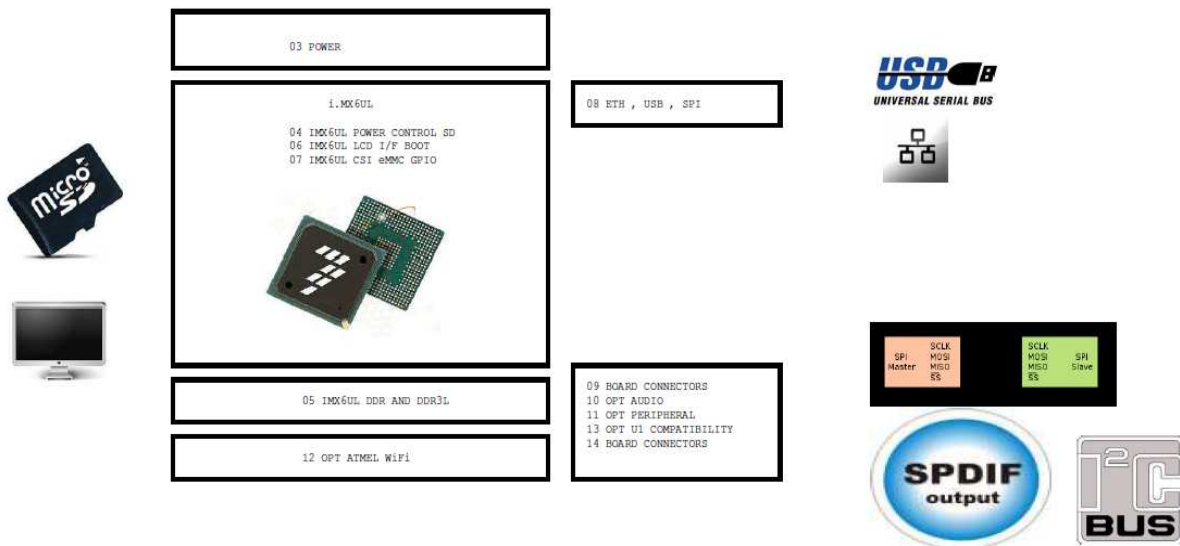 03 POWER
i.MX6UL
04 IMX6UL POWER CONTROL SD
06 IMX6UL LCD I/F BOOT
07 IMX6UL CSI eMMC GPIO
08 ETH , USB , SPI
USB
UNIVERSAL SERIAL BUS
micro
SD
05 IMX6UL DDR AND DDR3L
12 OPT ATMEL WiFi
09 BOARD CONNECTORS
10 OPT AUDIO
11 OPT PERIPHERAL
13 OPT U1 COMPATIBILITY
14 BOARD CONNECTORS
SPI
Master
SCLK
MOSI
MISO
SS
SCLK
MOSI
MISO
SS
SPI
Slave
SPDIF
output
I2C
BUS